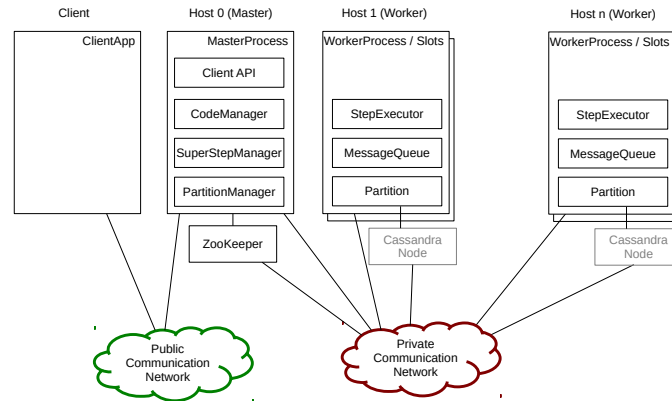 Client
Host 0 (Master)
Host 1 (Worker)
Host n (Worker)
ClientApp
MasterProcess
WorkerProcess / Slots
WorkerProcess / Slots
Client API
CodeManager
StepExecutor
StepExecutor
SuperStepManager
MessageQueue
MessageQueue
PartitionManager
Partition
Partition
ZooKeeper
Cassandra
Node
Cassandra
Node
Public
Communication
Network
Private
Communication
Network